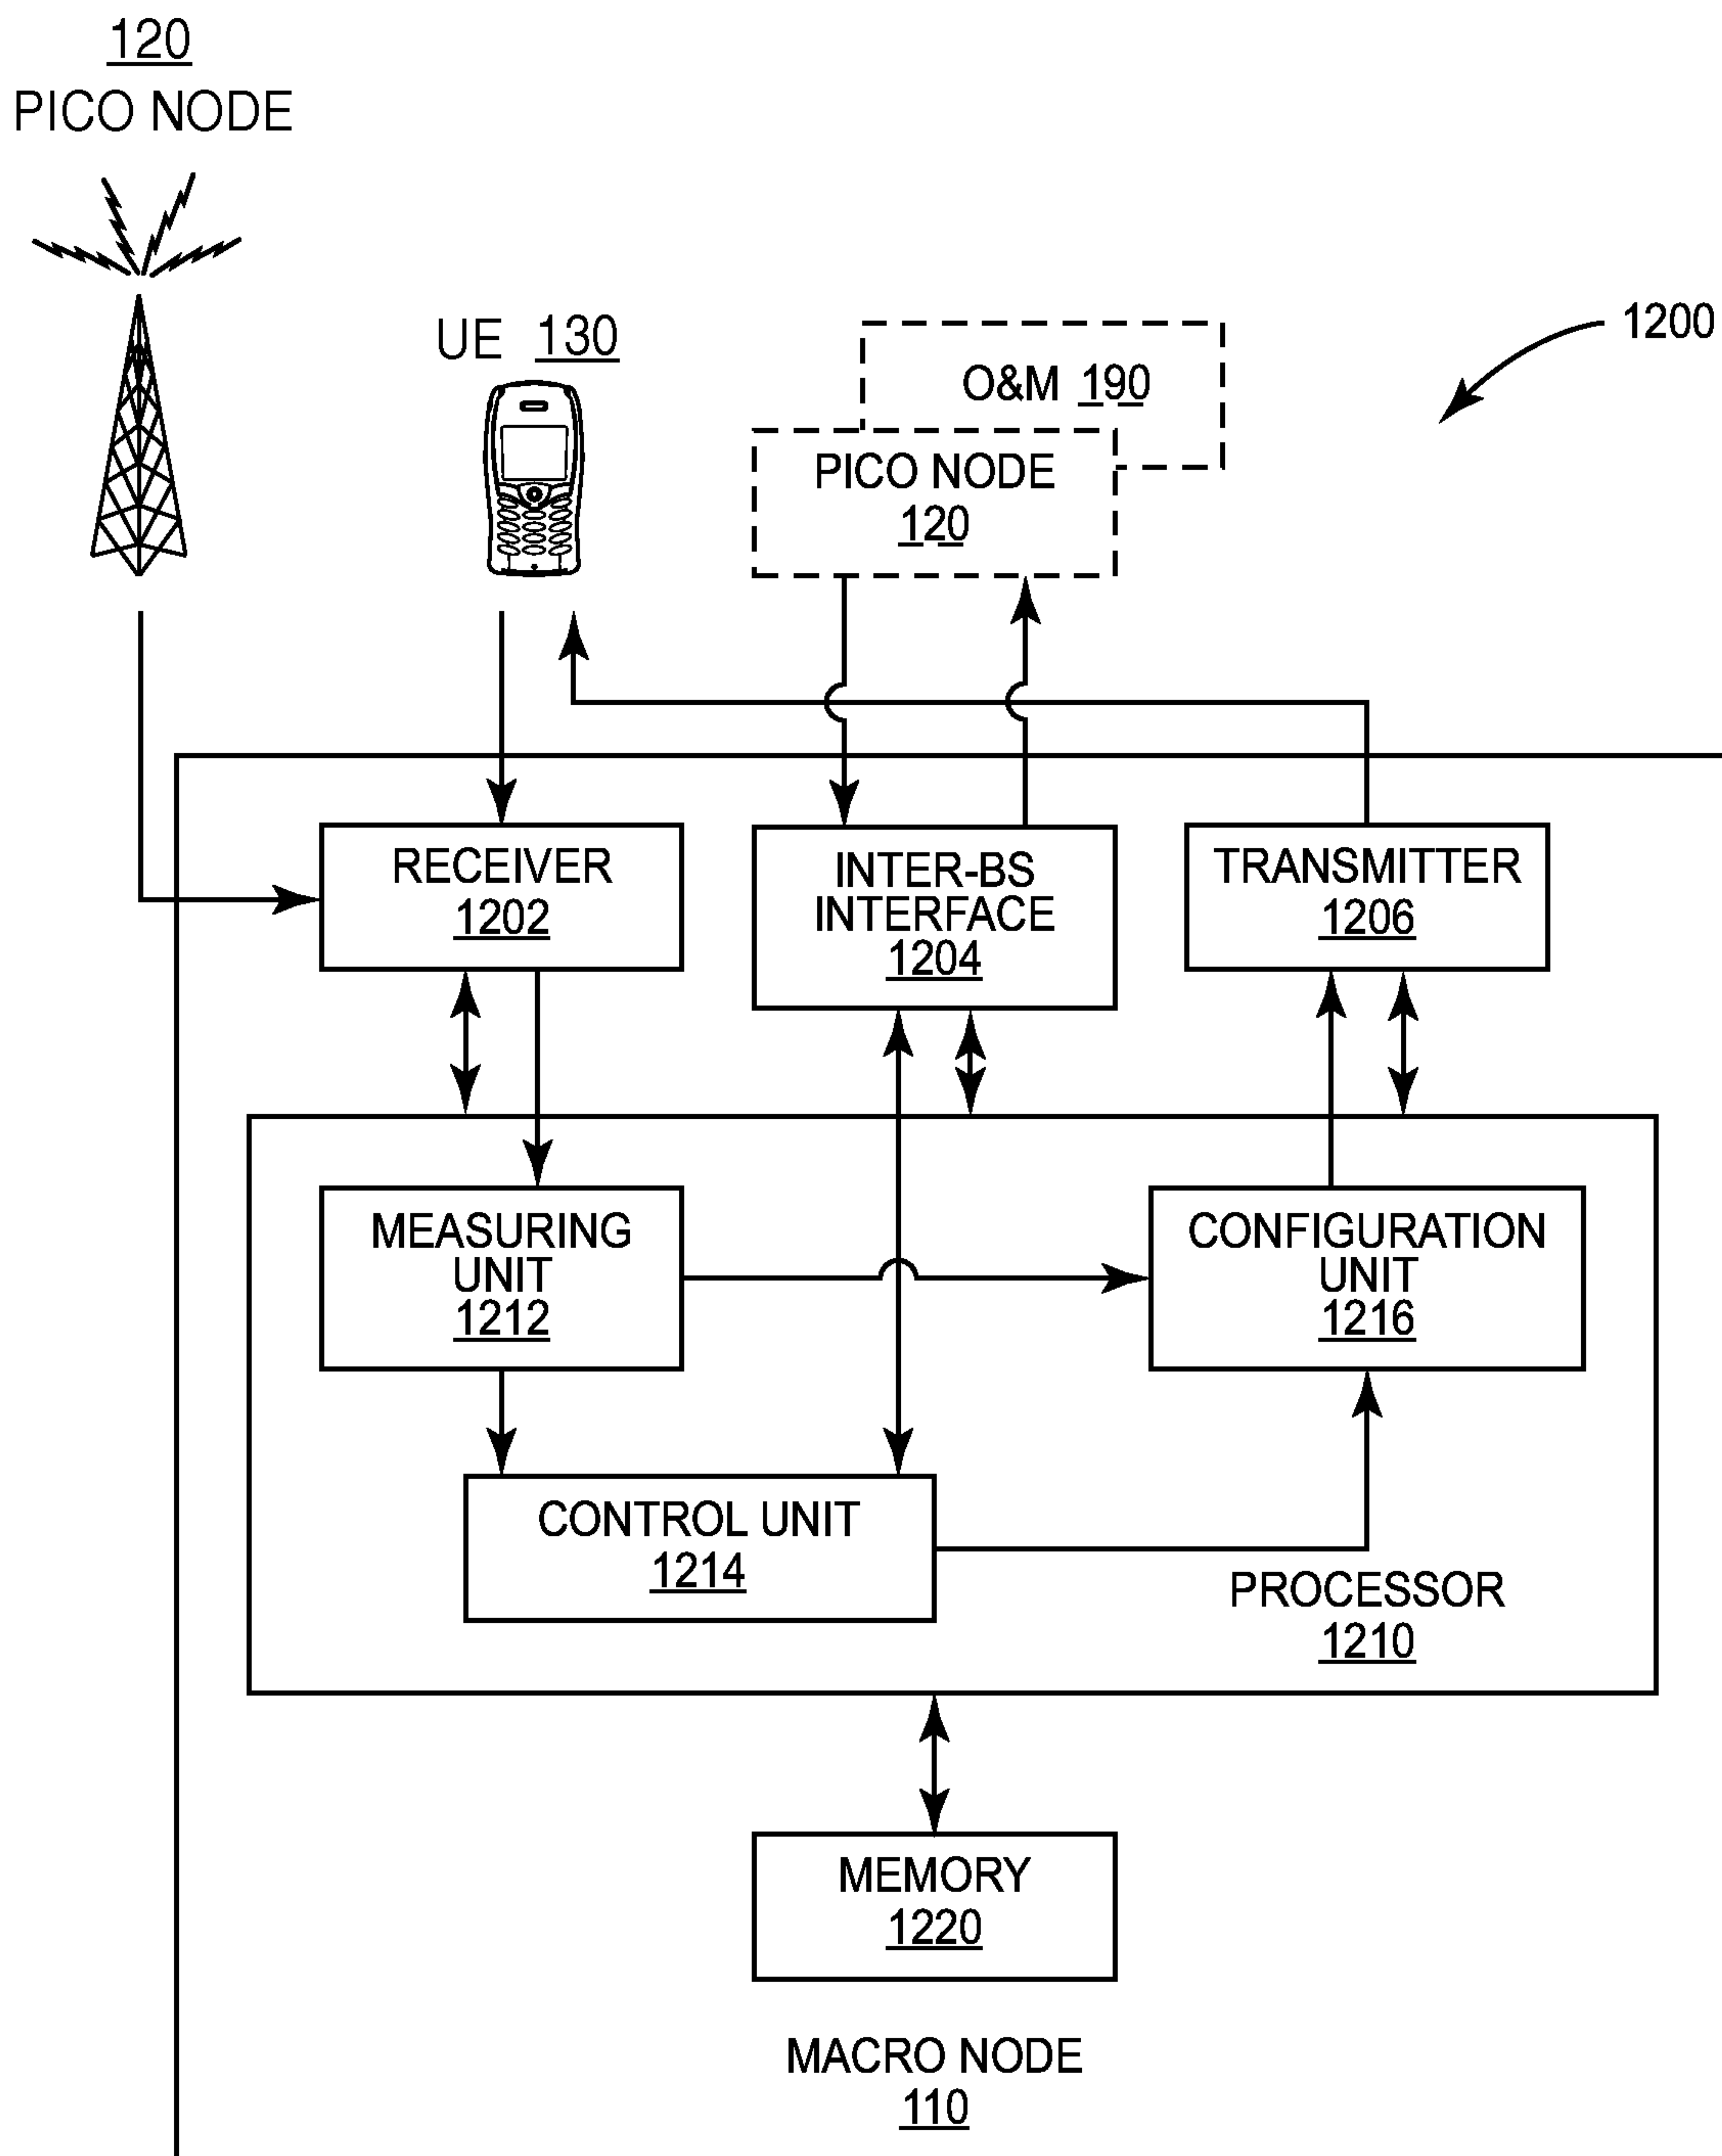 120
PICO NODE
UE 130
1200
O&M 190
PICO NODE
120
RECEIVER
1202
INTER-BS
INTERFACE
1204
TRANSMITTER
1206
MEASURING
UNIT
1212
CONFIGURATION
UNIT
1216
CONTROL UNIT
1214
PROCESSOR
1210
MEMORY
1220
MACRO NODE
110